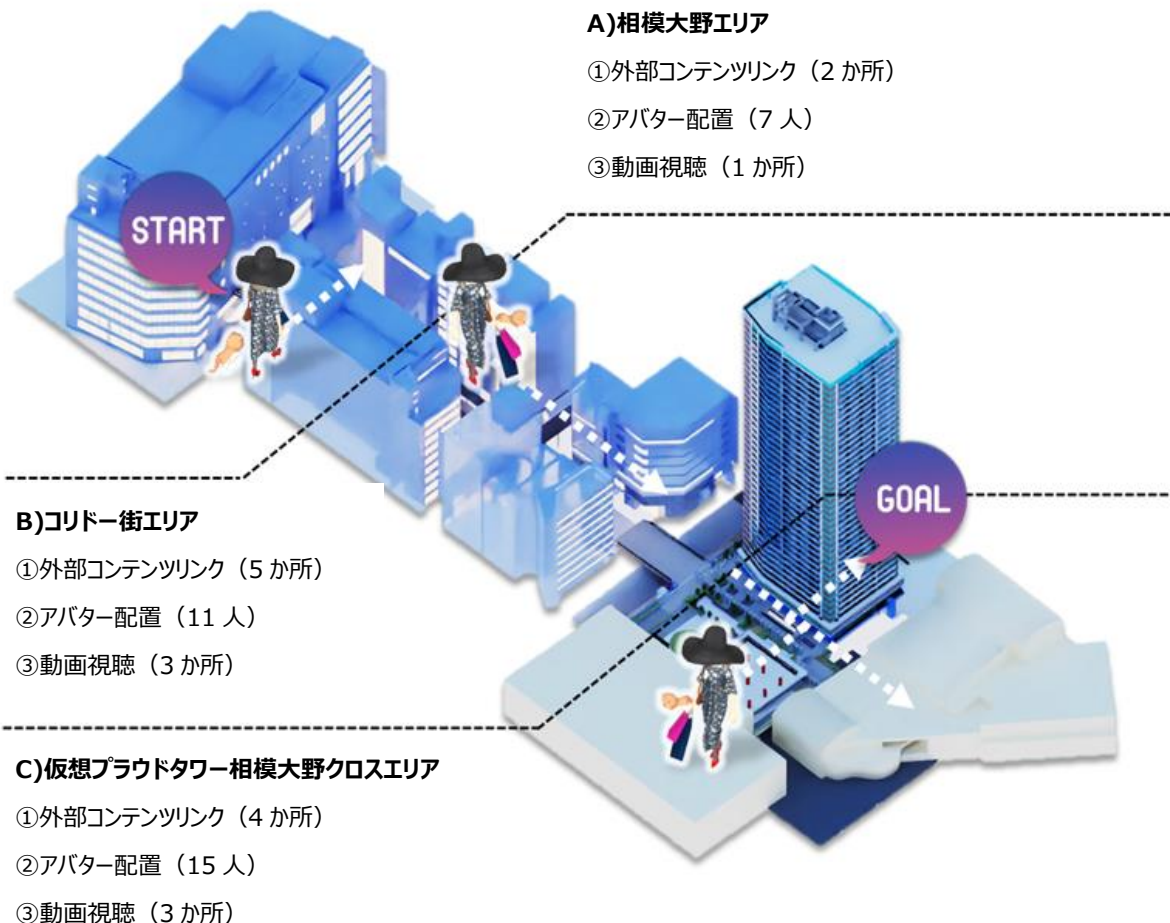 A)相模大野エリア
①外部コンテンツリンク（2 か所）
②アバター配置（7 人）
③動画視聴（1 か所）
START
GOAL
B)コリドー街エリア
①外部コンテンツリンク（5 か所）
②アバター配置（11 人）
③動画視聴（3 か所）
C)仮想プラウドタワー相模大野クロスエリア
①外部コンテンツリンク（4 か所）
②アバター配置（15 人）
③動画視聴（3 か所）